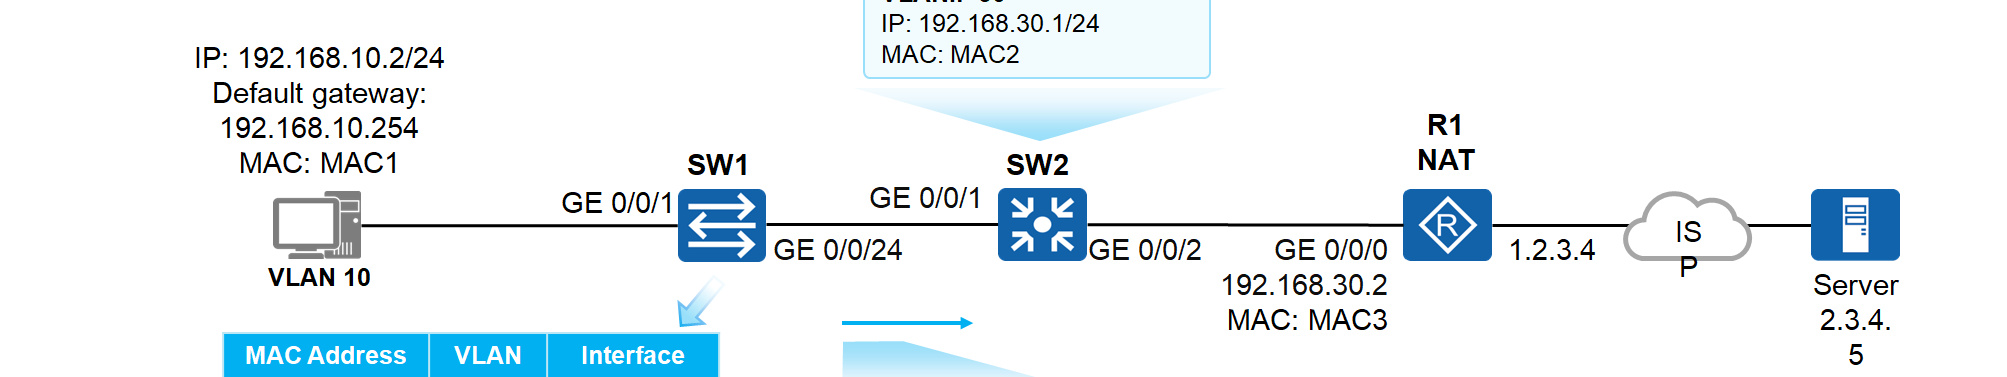 IP: 192.168.30.1/24
MAC: MAC2
IP: 192.168.10.2/24
Default gateway:
192.168.10.254
MAC: MAC1
VLAN 10
SW1
GE 0/0/1
GE 0/0/24
SW2
GE 0/0/1
GE 0/0/2
R1
NAT
GE 0/0/0
192.168.30.2
MAC: MAC3
R
1.2.3.4
IS
P
Server
2.3.4.
5
MAC Address
VLAN
Interface